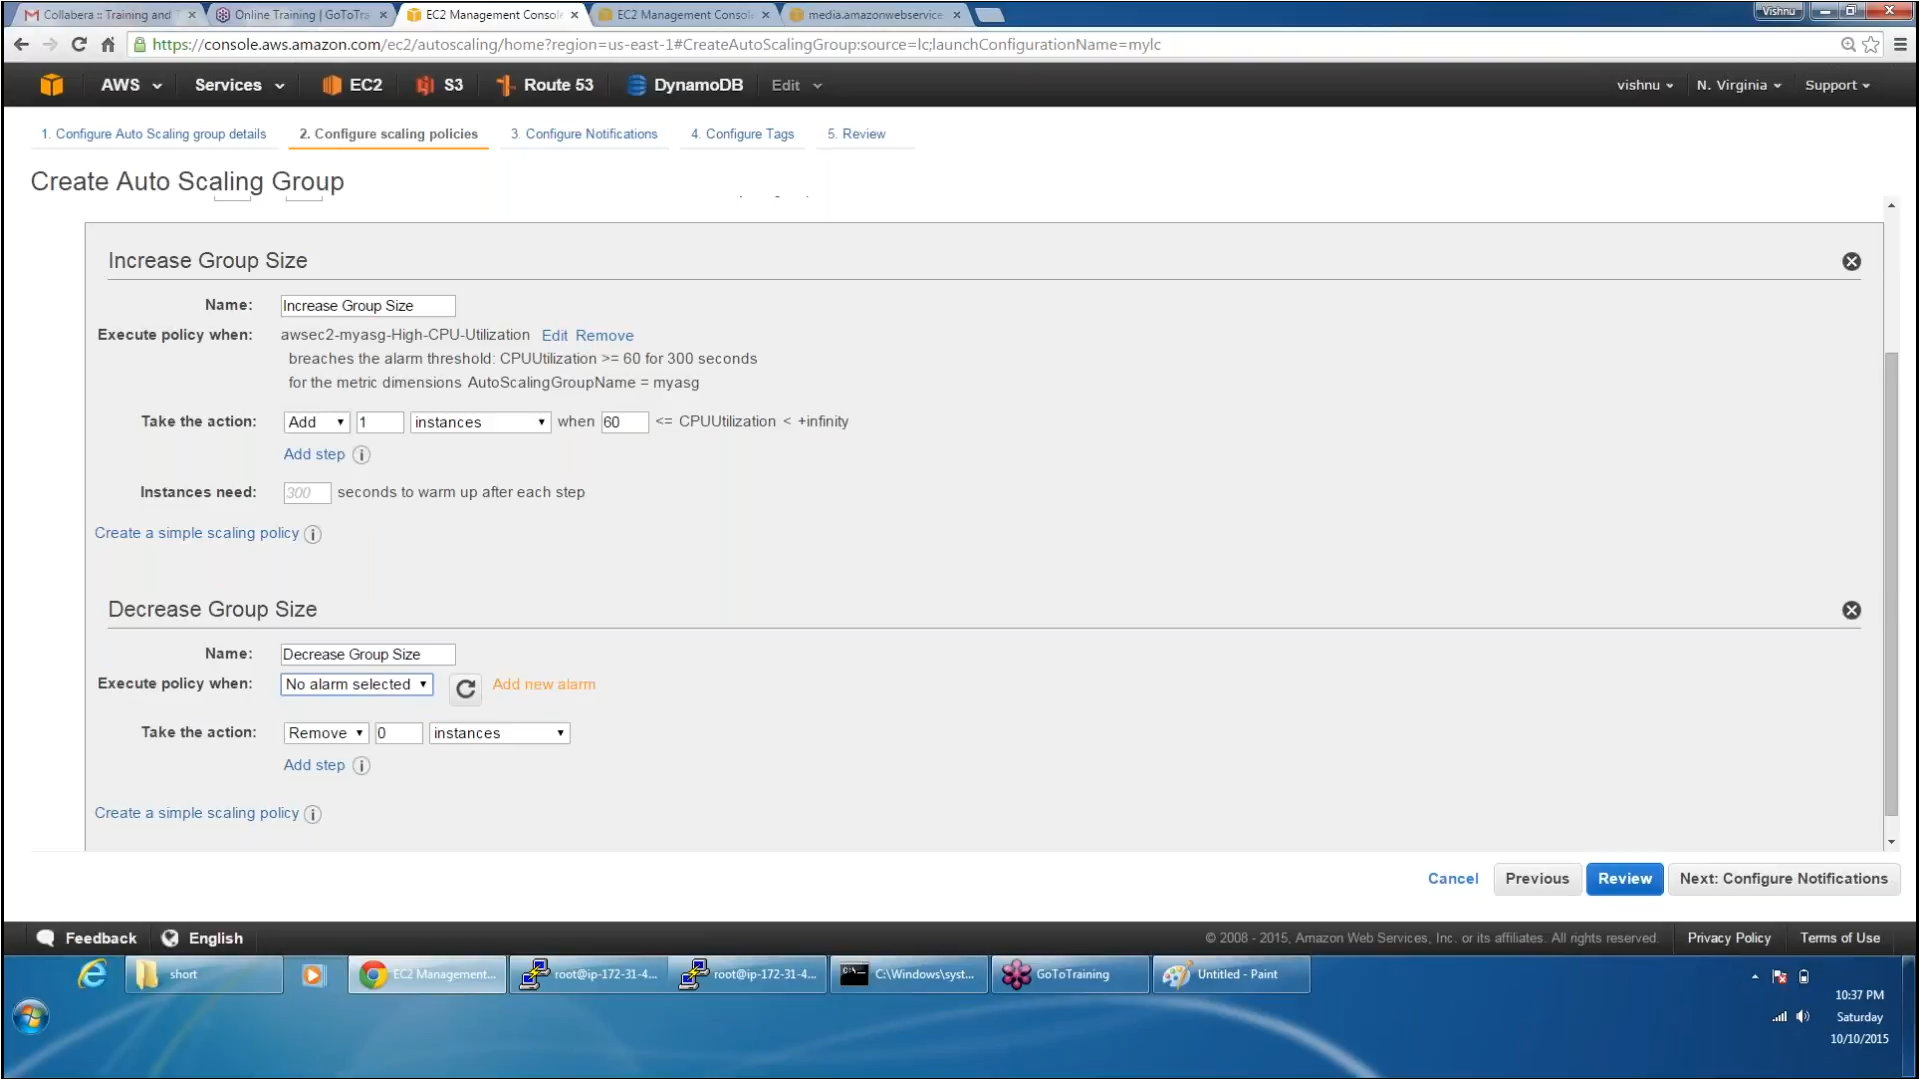 Collabera :: Training and T
Online Training | GoToTra
EC2 Management Consol
EC2 Management Consol
media.amazonwebservice
Vishnu
https://console.aws.amazon.com/ec2/autoscaling/home?region=us-east-1#CreateAutoScalingGroup:source=lc;launchConfigurationName=mylc
AWS
Services
EC2
S3
Route 53
DynamoDB
Edit
vishnu
N. Virginia
Support
1. Configure Auto Scaling group details
2. Configure scaling policies
3. Configure Notifications
4. Configure Tags
5. Review
Create Auto Scaling Group
Increase Group Size
Name: Increase Group Size
Execute policy when: awsec2-myasg-High-CPU-Utilization Edit Remove
breaches the alarm threshold: CPUUtilization >= 60 for 300 seconds
for the metric dimensions AutoScalingGroupName = myasg
Take the action: Add 1 instances when 60 <= CPUUtilization < +infinity
Add step i
Instances need: 300 seconds to warm up after each step
Create a simple scaling policy i
Decrease Group Size
Name: Decrease Group Size
Execute policy when: No alarm selected Add new alarm
Take the action: Remove 0 instances
Add step i
Create a simple scaling policy i
Cancel
Previous
Review
Next: Configure Notifications
Feedback
English
© 2008 - 2015, Amazon Web Services, Inc. or its affiliates. All rights reserved.
Privacy Policy
Terms of Use
short
EC2 Management...
root@ip-172-31-4...
root@ip-172-31-4...
C:\Windows\syst...
GoToTraining
Untitled - Paint
10:37 PM
Saturday
10/10/2015